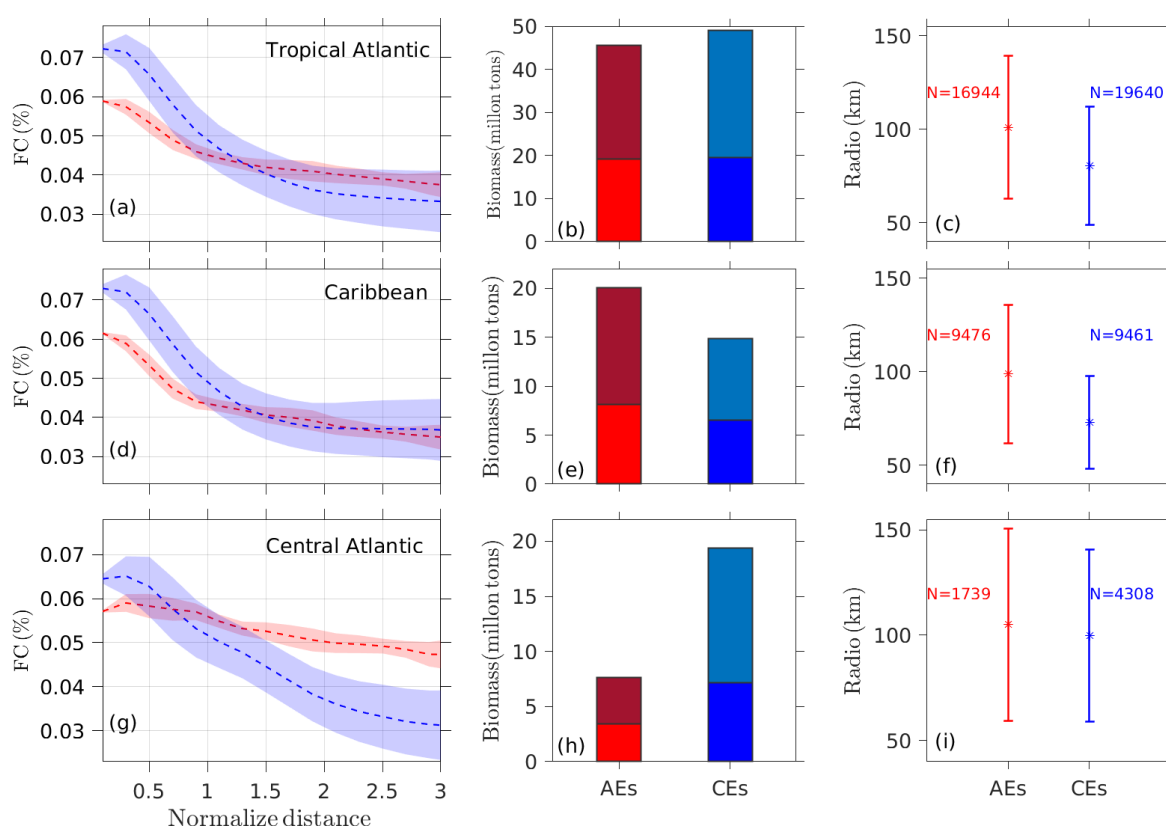 0.07
0.06
0.05
0.04
0.03
FC (%)
Tropical Atlantic
(a)
50
40
30
20
10
0
Biomass(millon tons)
(b)
150
100
50
Radio (km)
N=16944
N=19640
(c)
0.07
0.06
0.05
0.04
0.03
FC (%)
Caribbean
(d)
20
15
10
5
0
Biomass(millon tons)
(e)
150
100
50
Radio (km)
N=9476
N=9461
(f)
0.07
0.06
0.05
0.04
0.03
FC (%)
Central Atlantic
(g)
0.5 1 1.5 2 2.5 3
Normalize distance
20
15
10
5
0
Biomass(millon tons)
(h)
AEs CEs
150
100
50
Radio (km)
N=1739
N=4308
(i)
AEs CEs